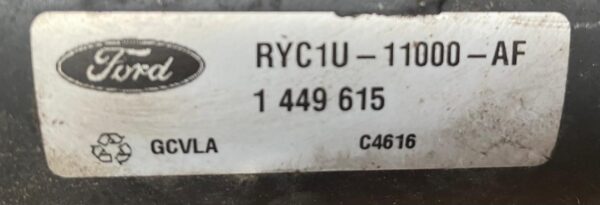 Ford
RYC1U-11000-AF
1 449 615
GCVLA C4616